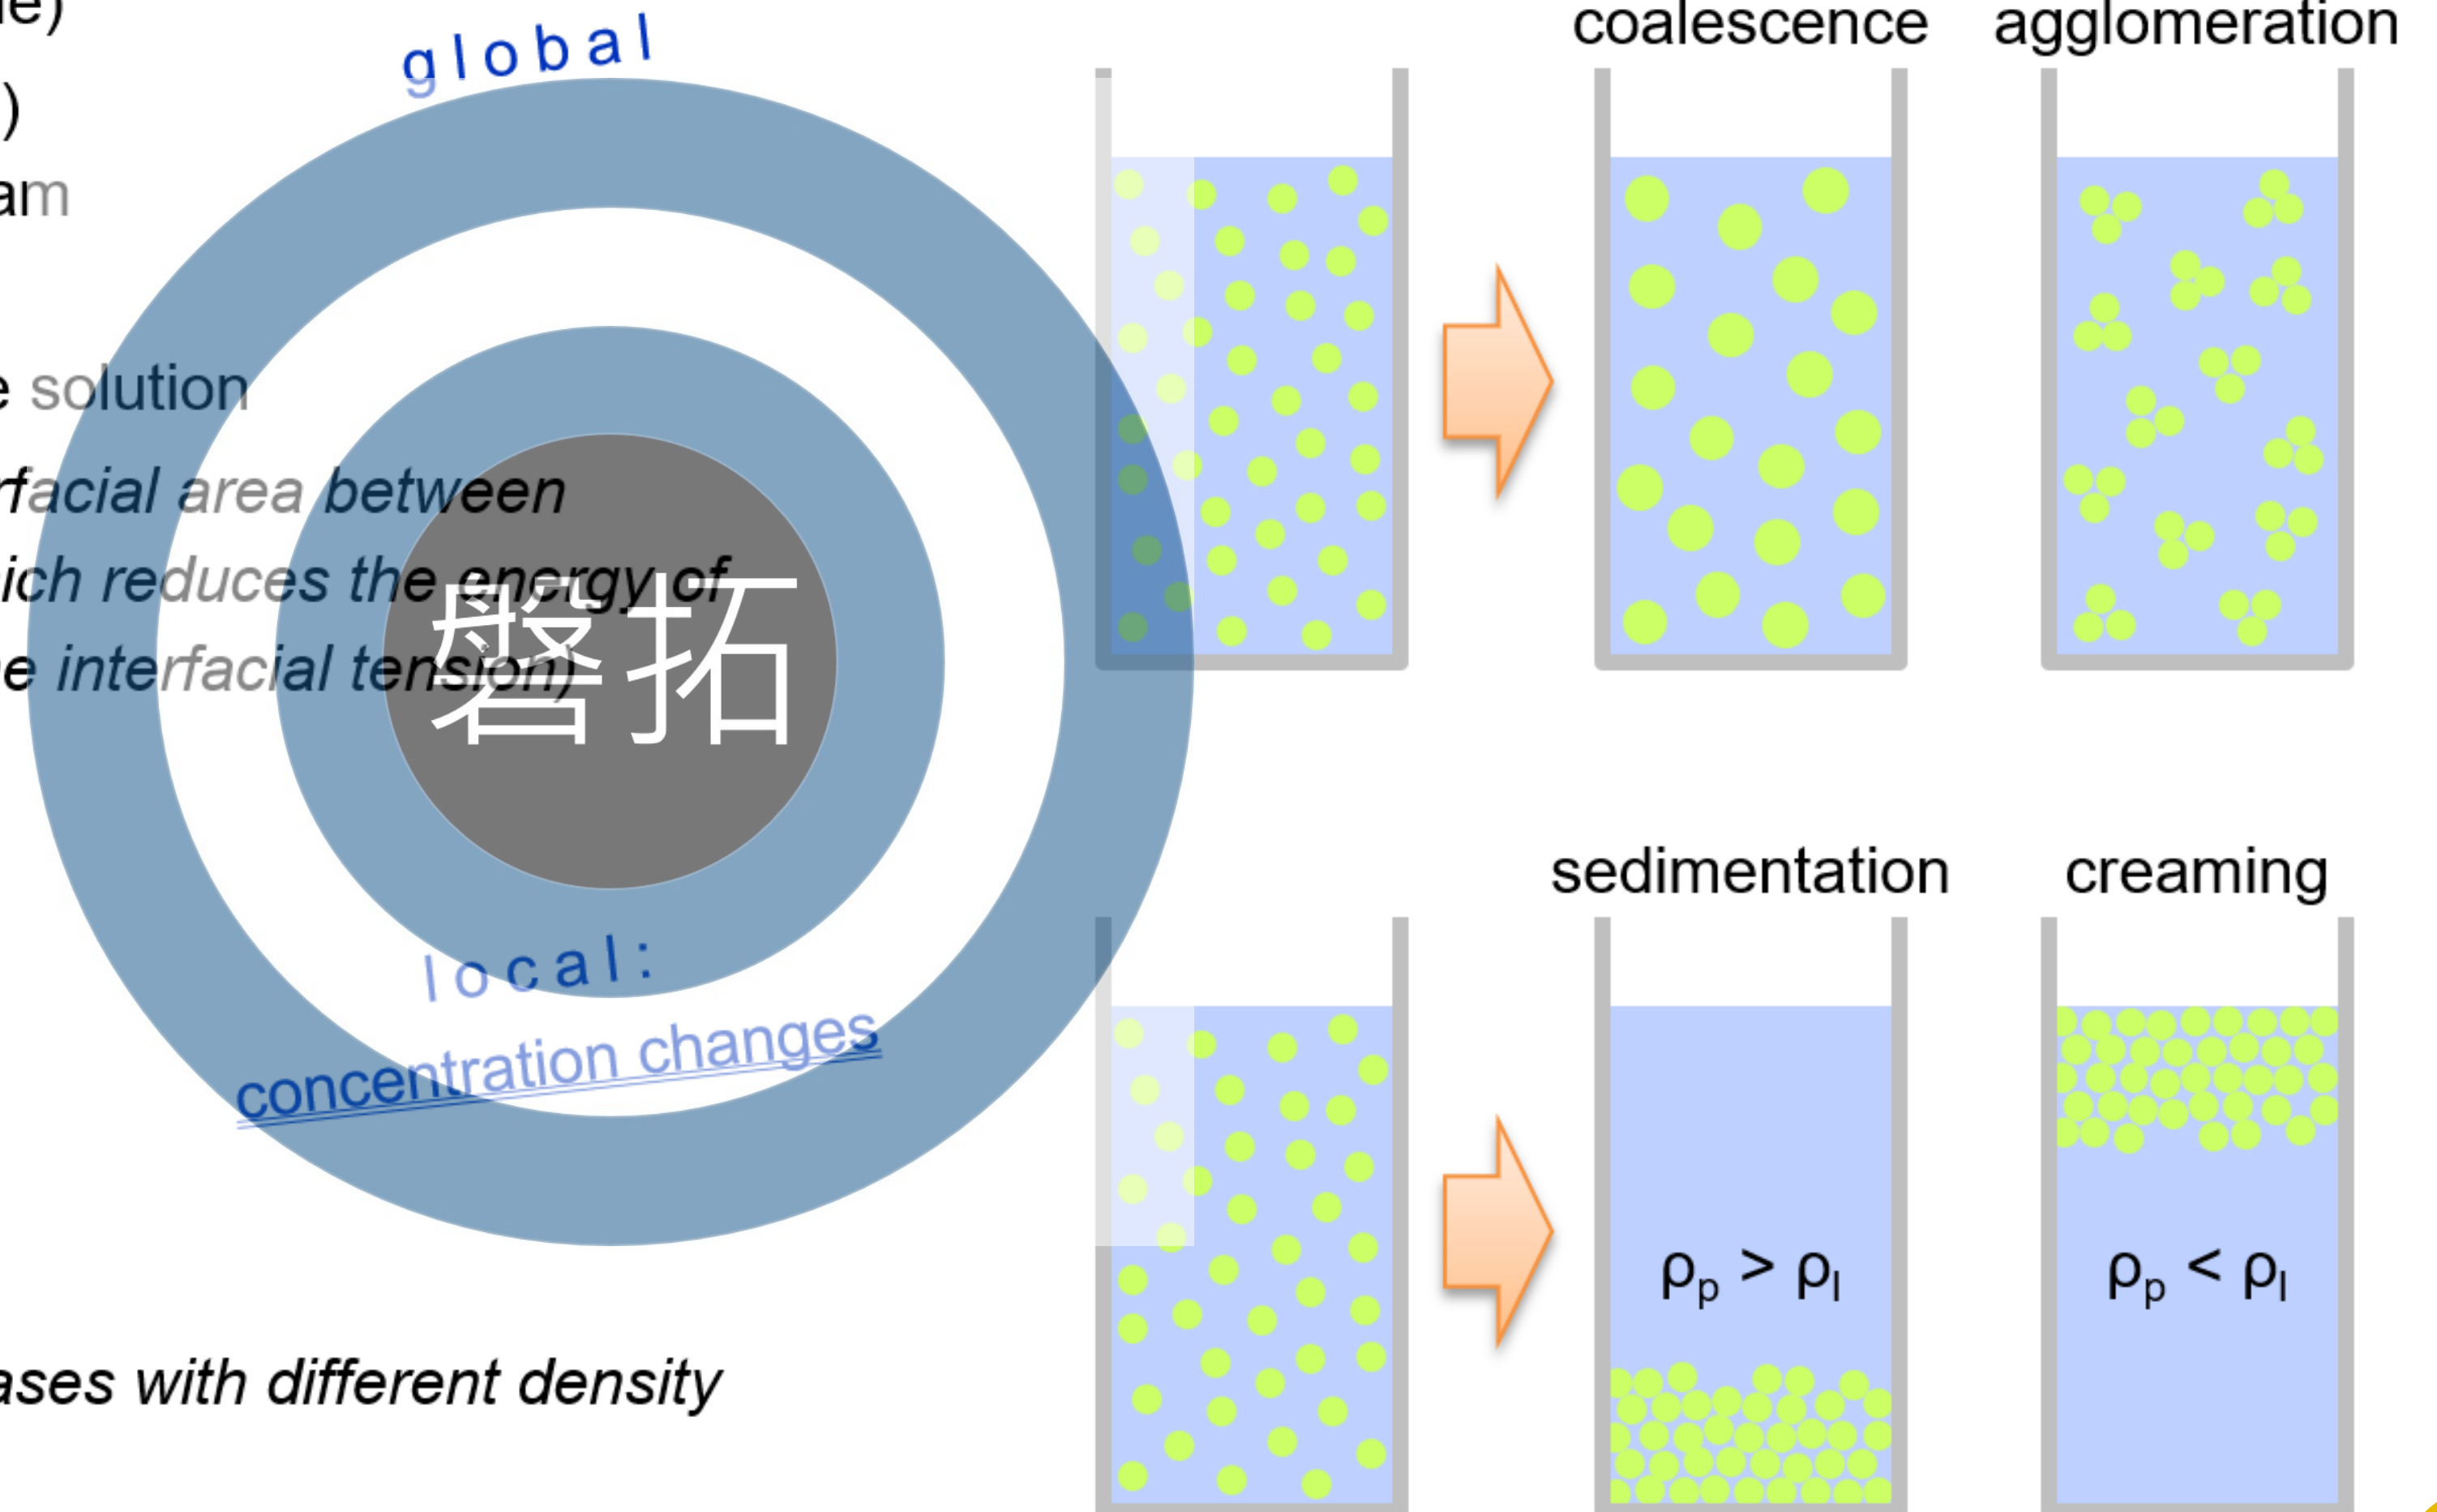 e)
)
am
global
coalescence
agglomeration
e solution
rfacial area between
ich reduces the energy of
e interfacial tension)
磐拓
local:
concentration changes
sedimentation
creaming
ρp > ρl
ρp < ρl
ases with different density